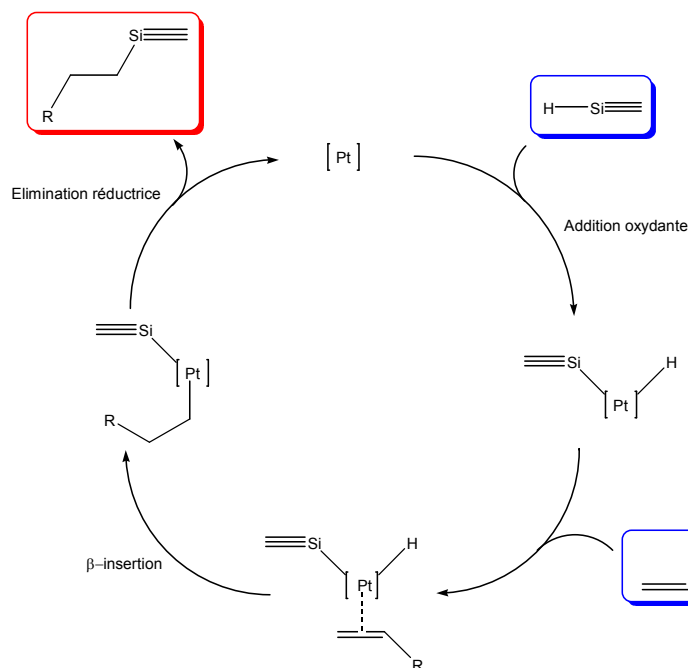 Si
R
H
Si
[Pt]
Elimination réductrice
Addition oxydante
Si
[Pt]
R
Si
H
[Pt]
Si
H
[Pt]
β−insertion
R